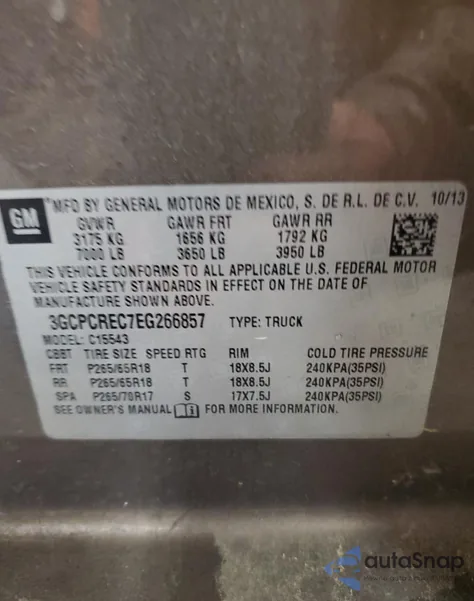 GM
MFD BY GENERAL MOTORS DE MEXICO, S. DE R.L. DE C.V. 10/13
GVWR GAWR FRT GAWR RR
3175 KG 1656 KG 1792 KG
7000 LB 3650 LB 3950 LB
THIS VEHICLE CONFORMS TO ALL APPLICABLE U.S. FEDERAL MOTOR
VEHICLE SAFETY STANDARDS IN EFFECT ON THE DATE OF
MANUFACTURE SHOWN ABOVE.
3GCPCREC7EG266857 TYPE: TRUCK
MODEL: C15543
CBBT TIRE SIZE SPEED RTG RIM COLD TIRE PRESSURE
FRT P265/65R18 T 18X8.5J 240KPA(35PSI)
RR P265/65R18 T 18X8.5J 240KPA(35PSI)
SPA P265/70R17 S 17X7.5J 240KPA(35PSI)
SEE OWNER'S MANUAL FOR MORE INFORMATION.
autoSnap